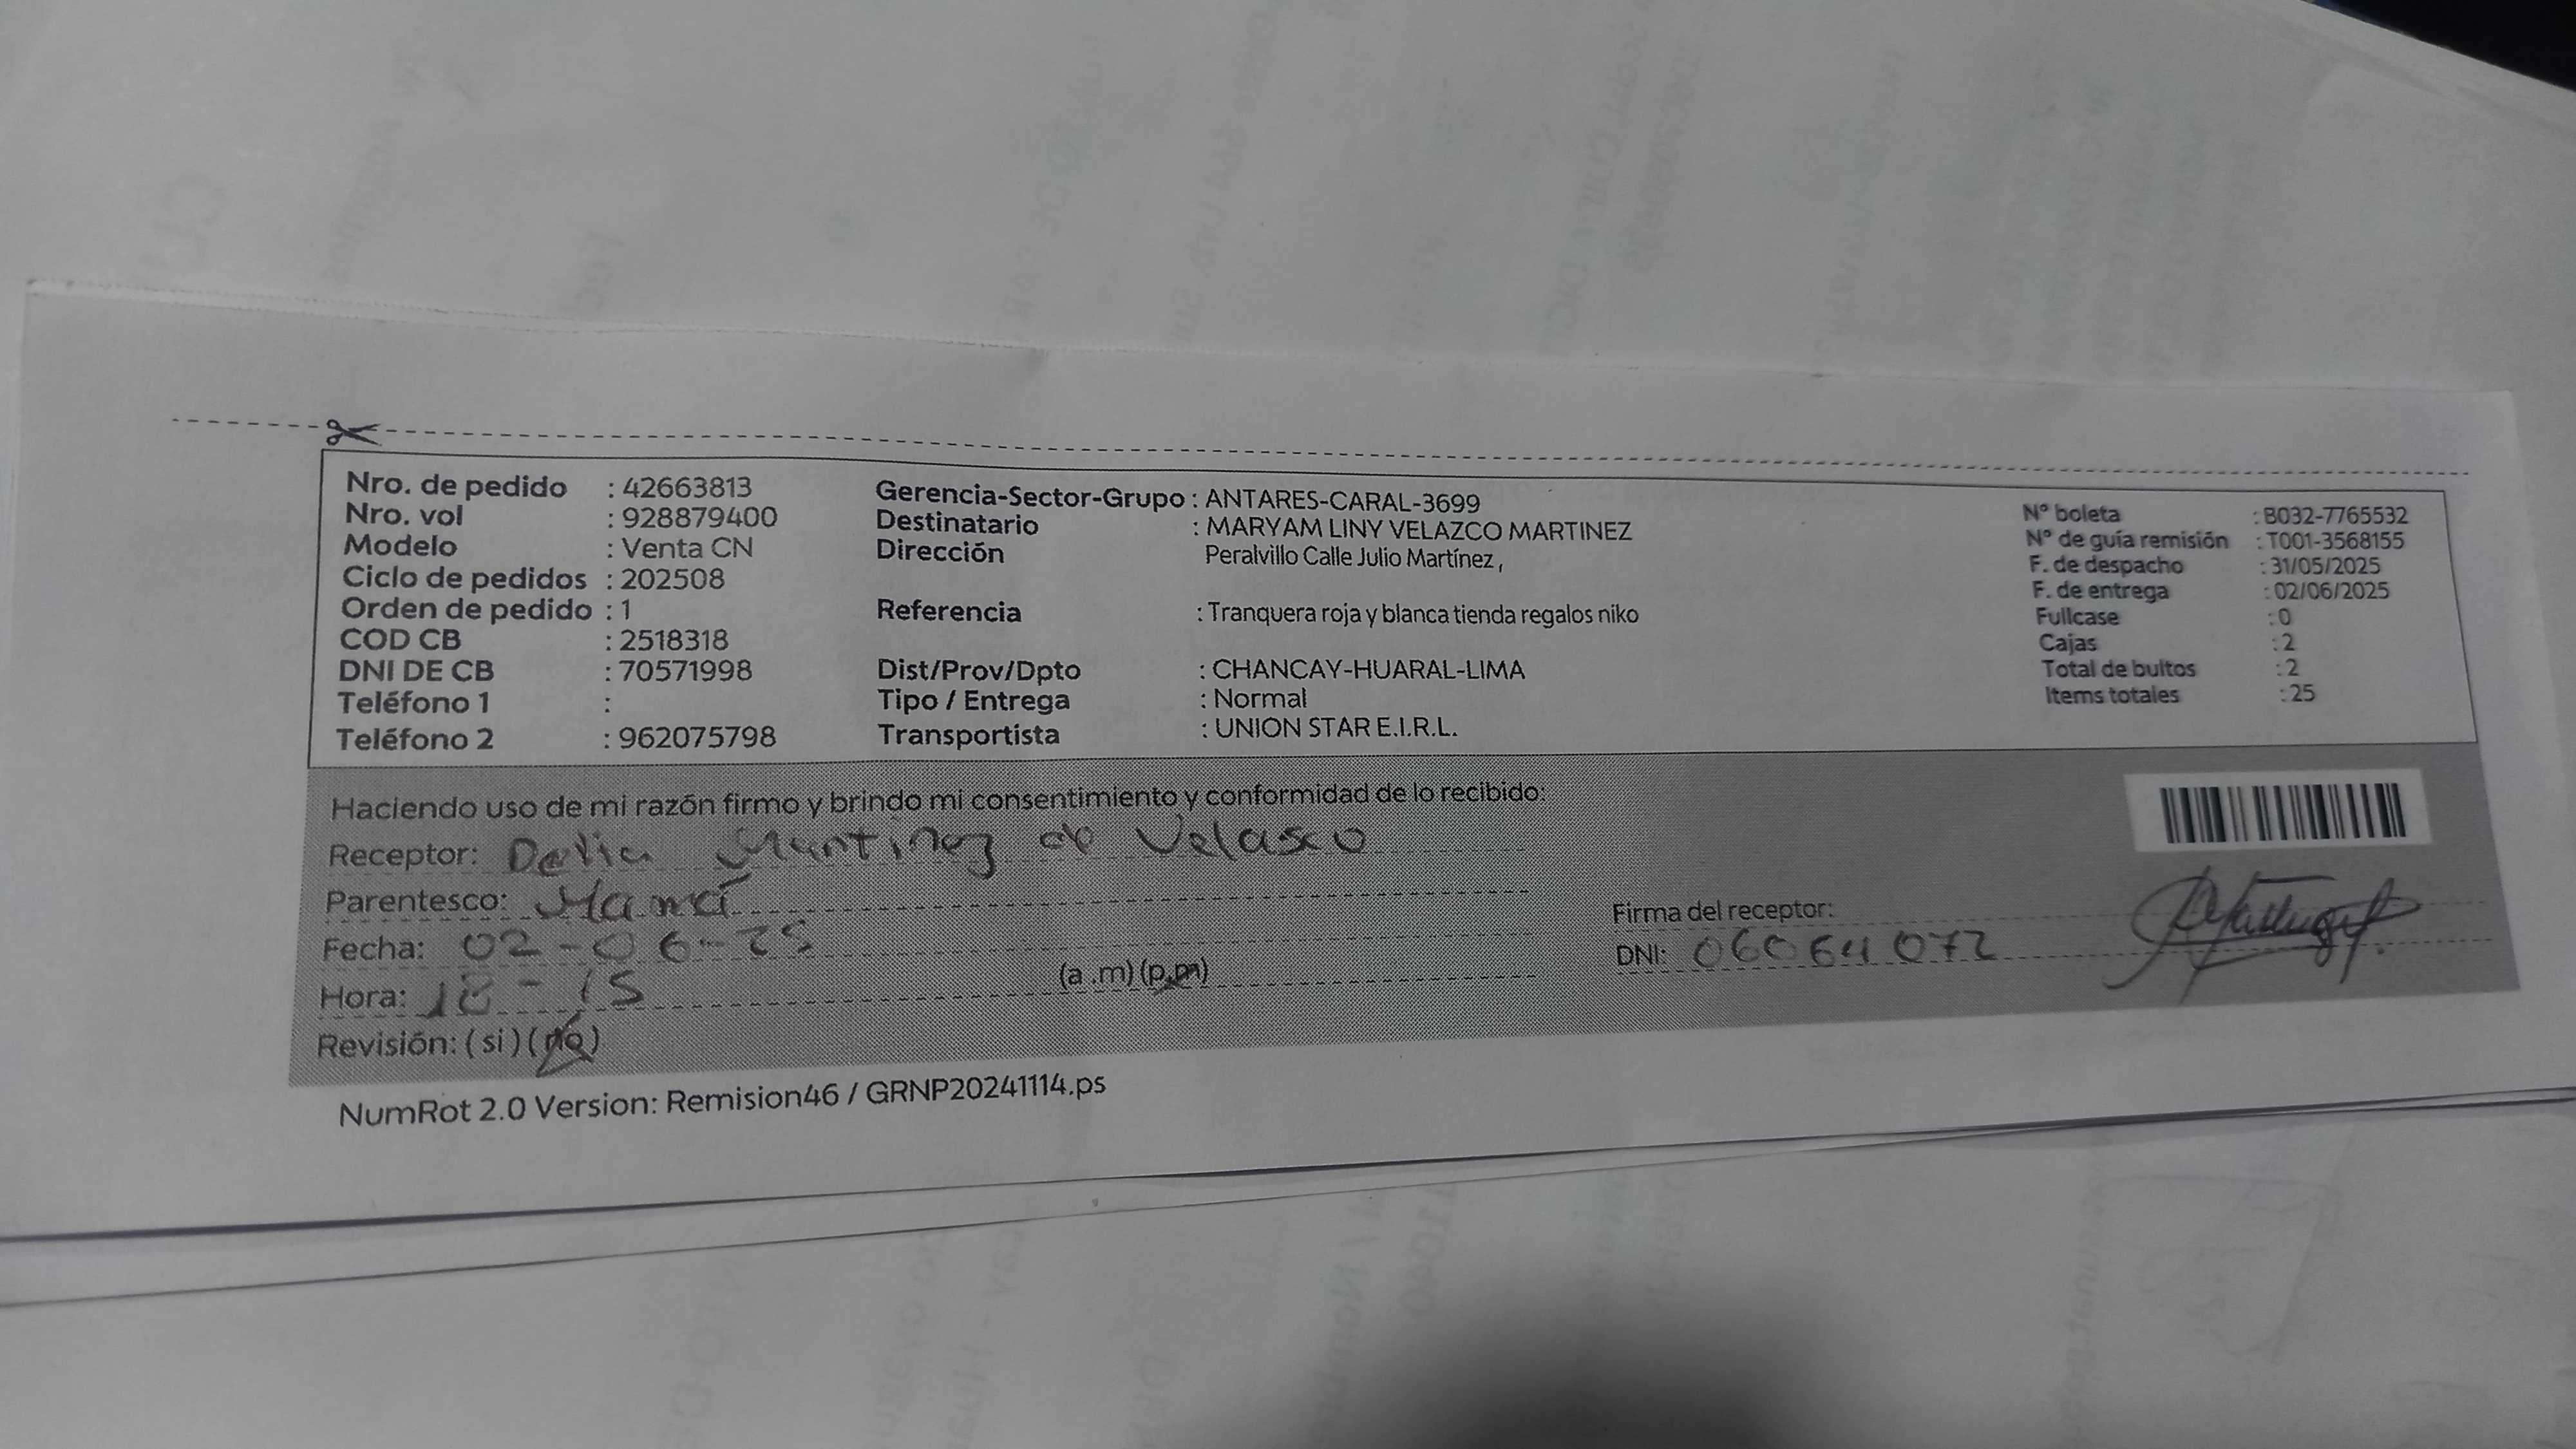 Nro. de pedido : 42663813
Nro. vol : 928879400
Modelo : Venta CN
Ciclo de pedidos : 202508
Orden de pedido : 1
COD CB : 2518318
DNI DE CB : 70571998
Teléfono 1 :
Teléfono 2 : 962075798
Gerencia-Sector-Grupo : ANTARES-CARAL-3699
Destinatario : MARYAM LINY VELAZCO MARTINEZ
Dirección Peralvillo Calle Julio Martínez ,
Referencia : Tranquera roja y blanca tienda regalos niko
Dist/Prov/Dpto : CHANCAY-HUARAL-LIMA
Tipo / Entrega : Normal
Transportista : UNION STAR E.I.R.L.
N° boleta : B032-7765532
N° de guía remisión : T001-3568155
F. de despacho : 31/05/2025
F. de entrega : 02/06/2025
Fullcase : 0
Cajas : 2
Total de bultos : 2
Items totales : 25
Haciendo uso de mi razón firmo y brindo mi consentimiento y conformidad de lo recibido:
Receptor: Martinez de Velasco
Parentesco: Mamá
Fecha: 02-06-25
Hora: 18-15 (a .m) (p.m)
Revisión: ( si ) ( no )
Firma del receptor:
DNI: 06064072
NumRot 2.0 Version: Remision46 / GRNP20241114.ps